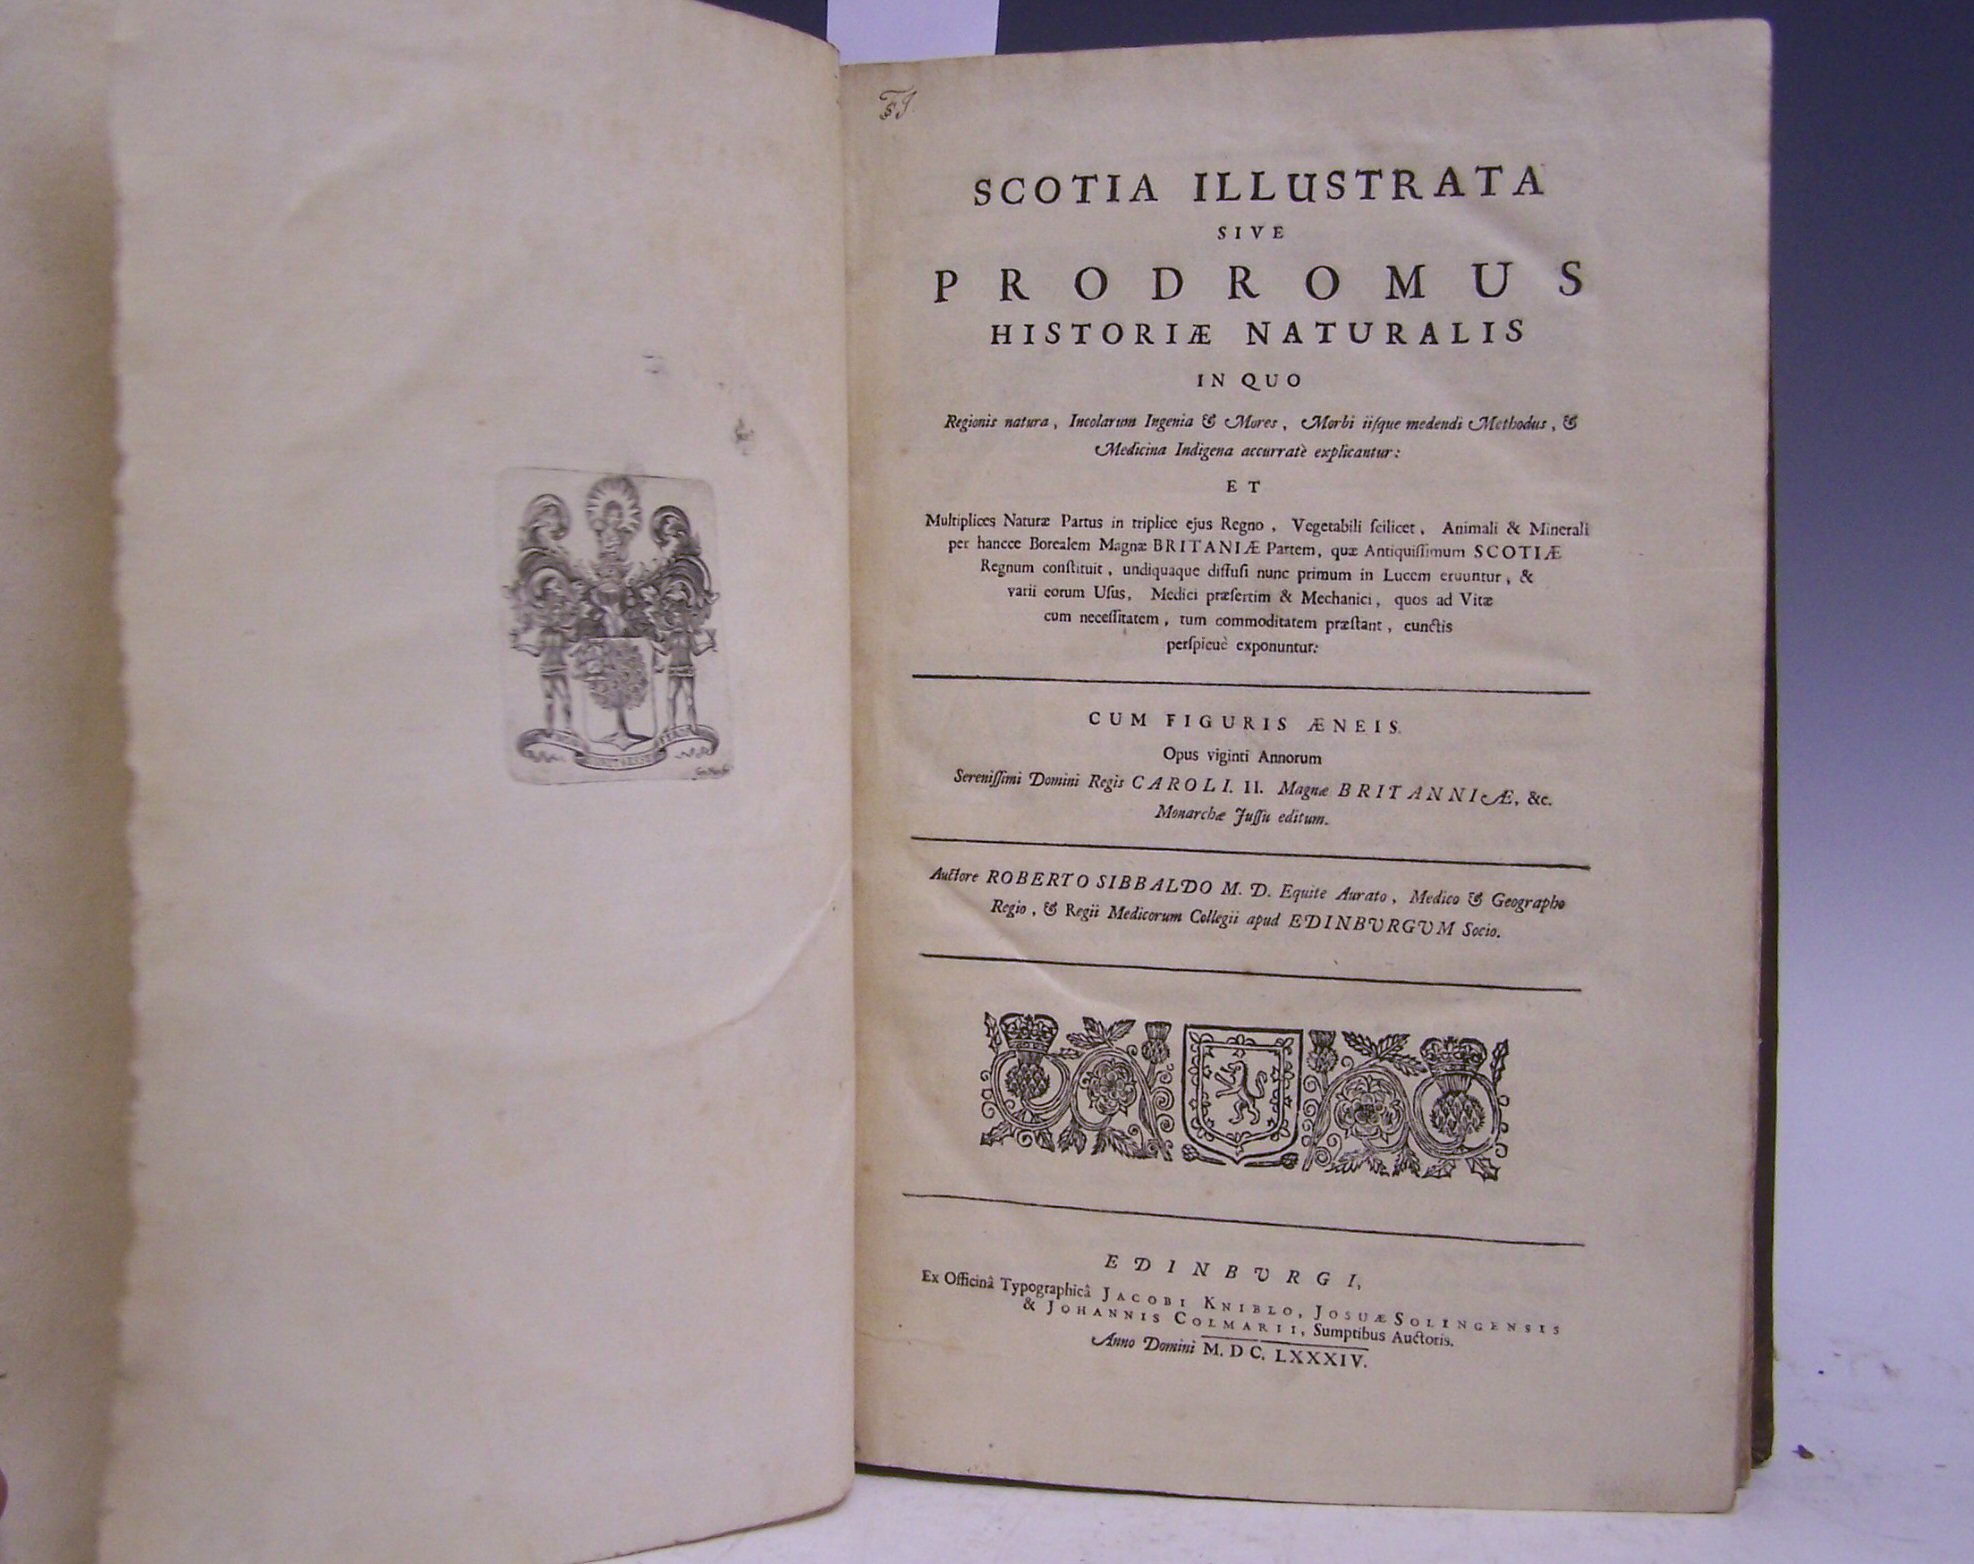 SCOTIA ILLUSTRATA
SIVE
PRODROMUS
HISTORIÆ NATURALIS
IN QUO
Regionis natura, Incolarum Ingenia & Mores, Morbi iisque medendi Methodus, &
Medicina Indigena accurratè explicantur:
ET
Multiplices Naturæ Partus in triplice ejus Regno, Vegetabili ſcilicet, Animali & Minerali
per hancce Borealem Magnæ BRITANIÆ Partem, quæ Antiquiſſimum SCOTIÆ
Regnum conſtituit, undiquaque diffuſi nunc primum in Lucem eruuntur, &
varii eorum Uſus, Medici præſertim & Mechanici, quos ad Vitæ
cum neceſſitatem, tum commoditatem præſtant, cunctis
perſpicuè exponuntur:
CUM FIGURIS ÆNEIS.
Opus viginti Annorum
Sereniſſimi Domini Regis CAROLI. II. Magnæ BRITANNIÆ, &c.
Monarchæ Juſſu editum.
Auctore ROBERTO SIBBALDO M. D. Equite Aurato, Medico & Geographo
Regio, & Regii Medicorum Collegii apud EDINBVRGVM Socio.
EDINBVRGI,
Ex Officinâ Typographicâ JACOBI KNIBLO, JOSUÆ SOLINGENSIS
& JOHANNIS COLMARII, Sumptibus Auctoris.
Anno Domini M. DC. LXXXIV.